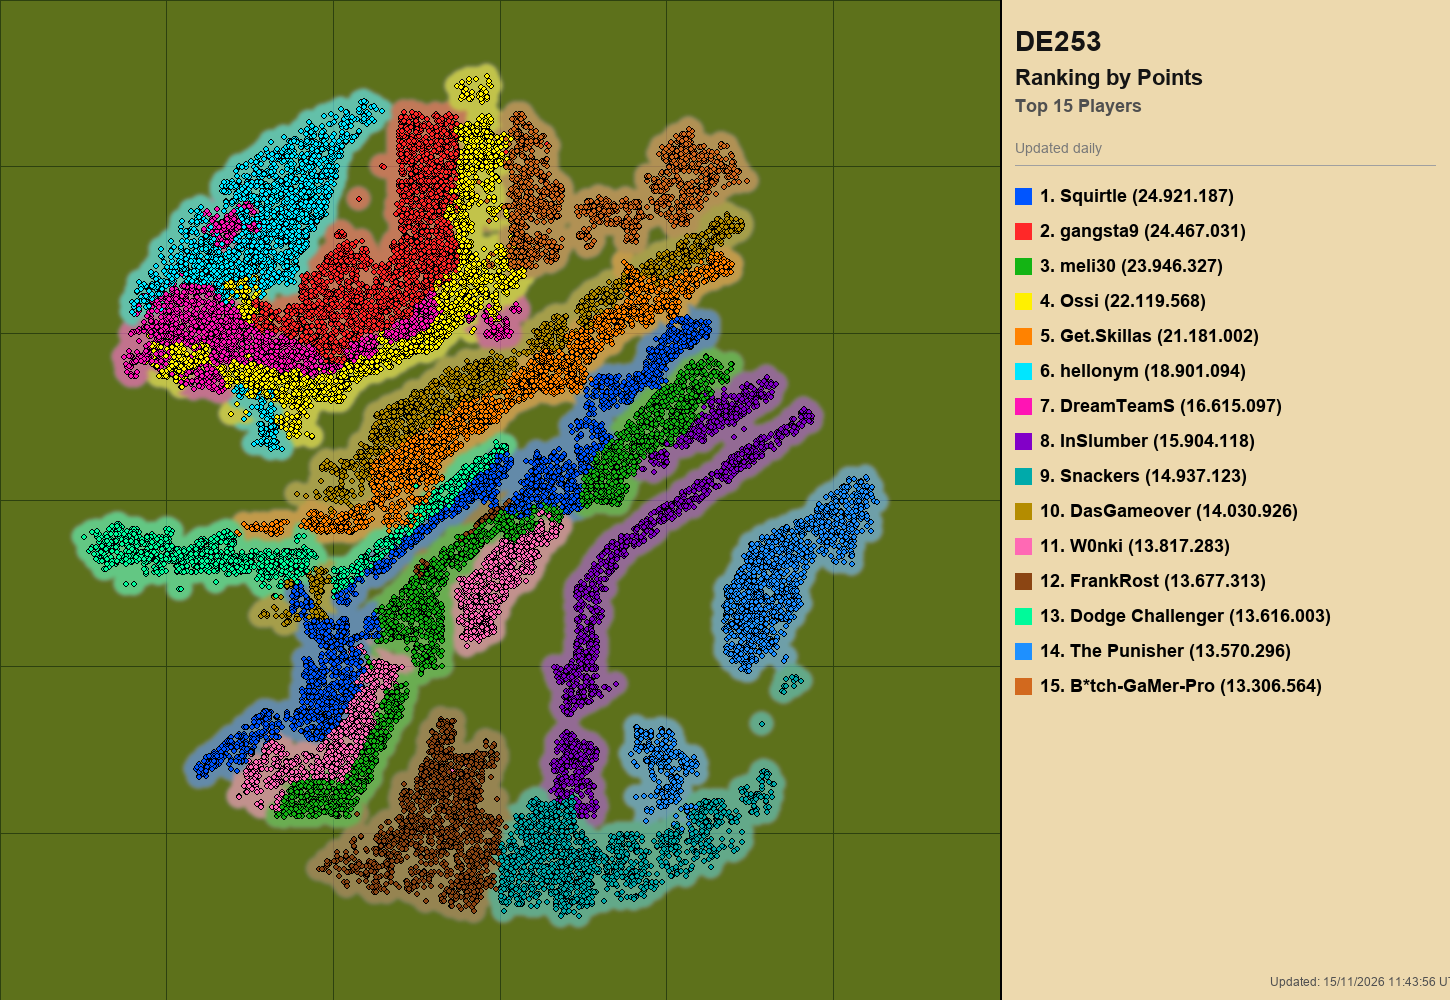 DE253
Ranking by Points
Top 15 Players
Updated daily
1. Squirtle (24.921.187)
2. gangsta9 (24.467.031)
3. meli30 (23.946.327)
4. Ossi (22.119.568)
5. Get.Skillas (21.181.002)
6. hellonym (18.901.094)
7. DreamTeamS (16.615.097)
8. InSlumber (15.904.118)
9. Snackers (14.937.123)
10. DasGameover (14.030.926)
11. W0nki (13.817.283)
12. FrankRost (13.677.313)
13. Dodge Challenger (13.616.003)
14. The Punisher (13.570.296)
15. B*tch-GaMer-Pro (13.306.564)
Updated: 15/11/2026 11:43:56 U